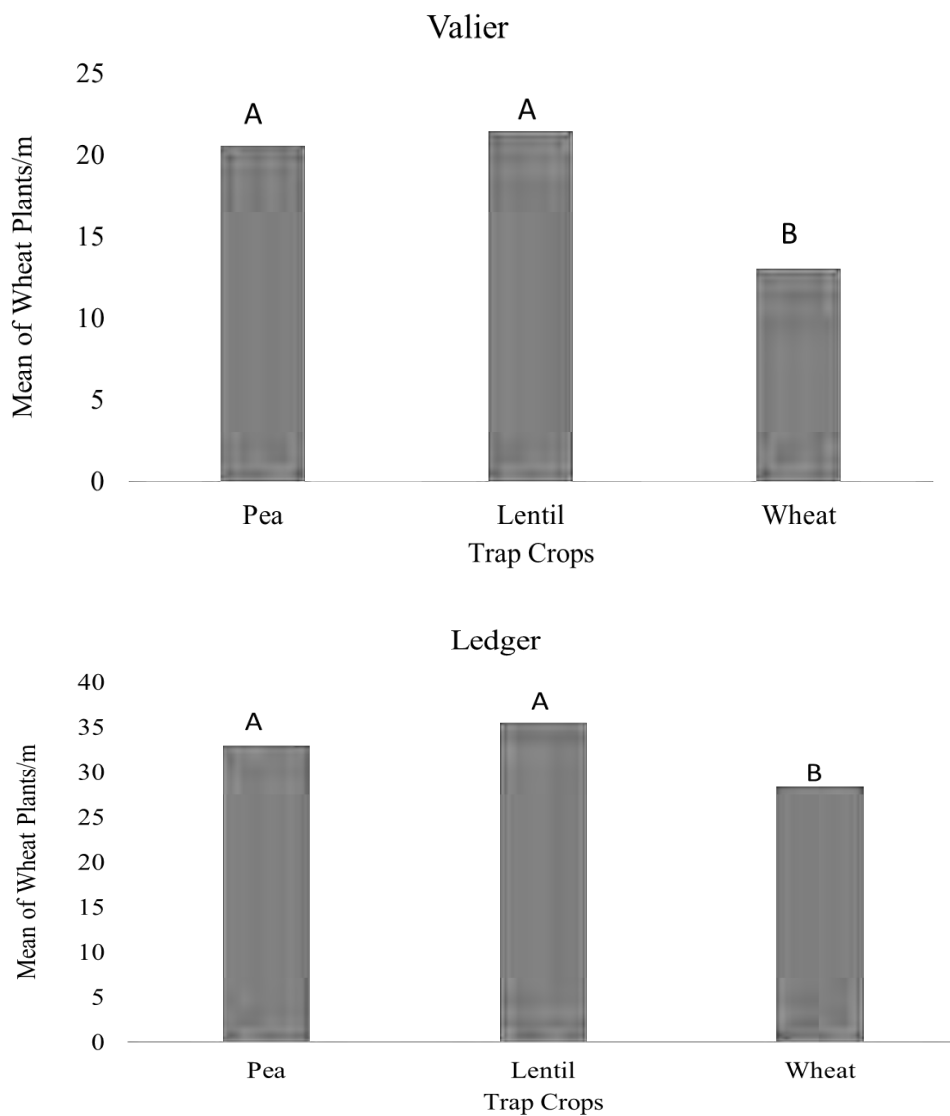 Valier
25
20
15
10
5
0
Mean of Wheat Plants/m
A
A
B
Pea
Lentil
Wheat
Trap Crops
Ledger
40
35
30
25
20
15
10
5
0
Mean of Wheat Plants/m
A
A
B
Pea
Lentil
Wheat
Trap Crops